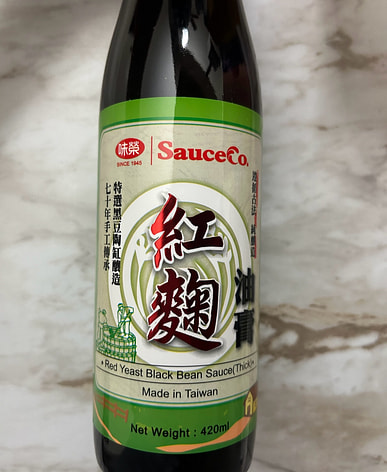 味榮
SINCE 1945
SauceCo.
特選黑豆陶缸釀造
七十年手工傳承
紅麴
油膏
Red Yeast Black Bean Sauce(Thick)
Made in Taiwan
Net Weight : 420ml